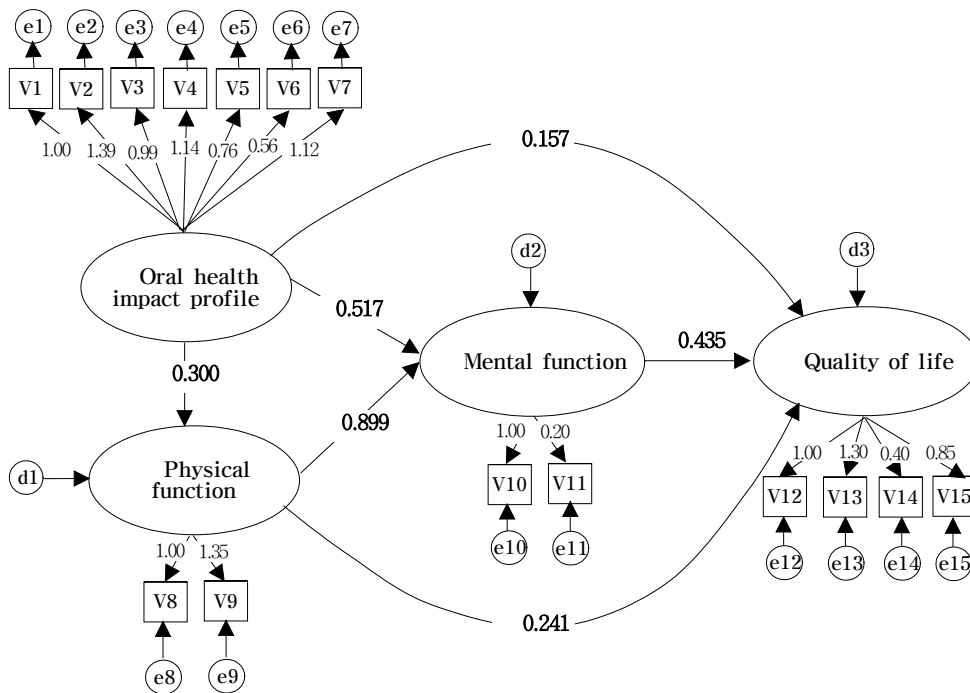 e1 e2 e3 e4 e5 e6 e7
V1 V2 V3 V4 V5 V6 V7
1.00 1.39 0.99 1.14 0.76 0.56 1.12
0.157
d2 d3
Oral health
impact profile
0.517
0.435
Mental function
Quality of life
0.300
0.899
1.00 0.20
1.00 1.30 0.40 0.85
d1
Physical
function
V10 V11
V12 V13 V14 V15
e10 e11
e12 e13 e14 e15
1.00 1.35
V8 V9
0.241
e8 e9